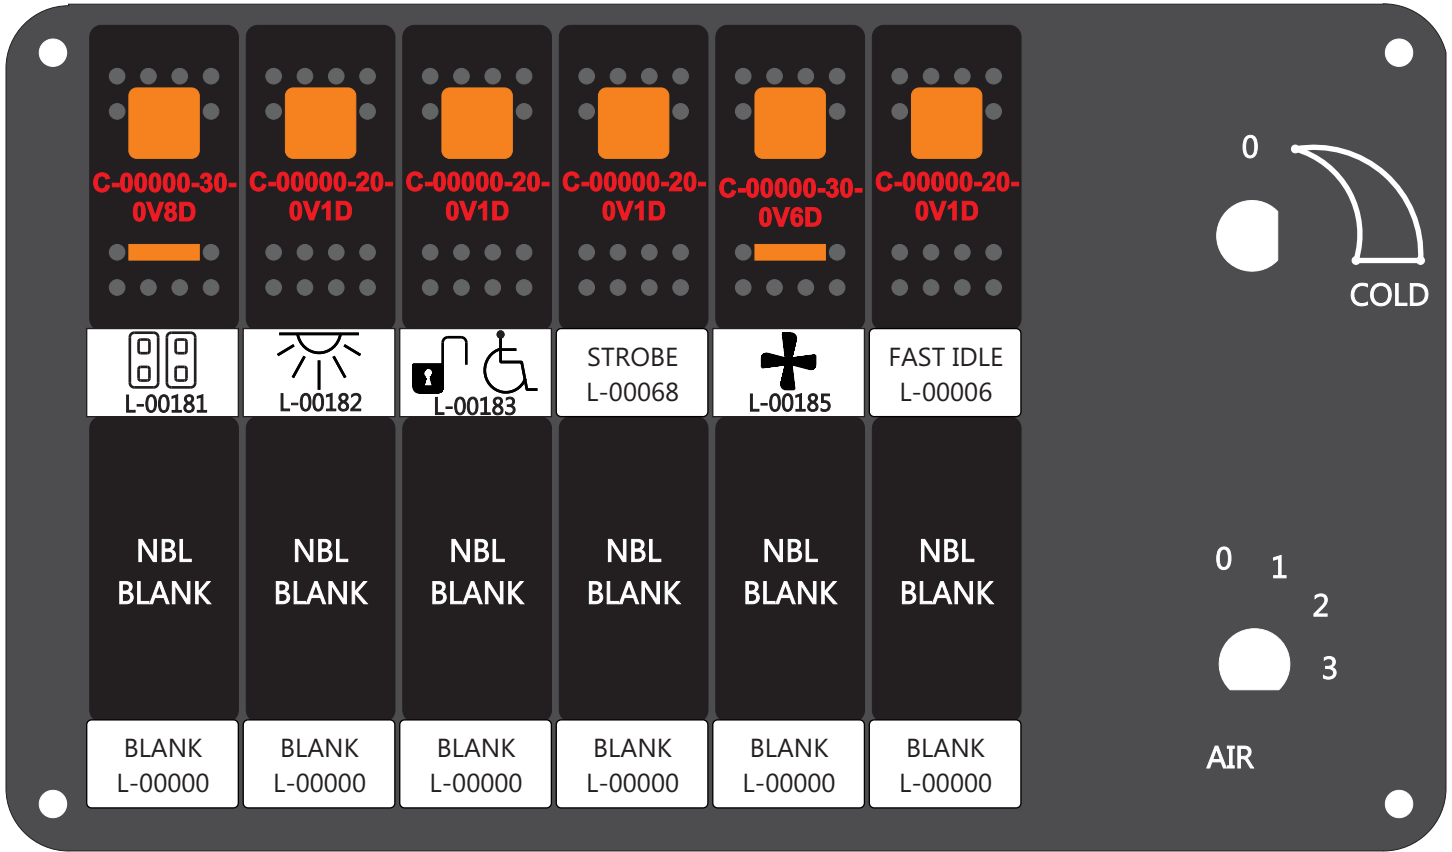 C-00000-30-
0V8D
C-00000-20-
0V1D
C-00000-20-
0V1D
C-00000-20-
0V1D
C-00000-30-
0V6D
C-00000-20-
0V1D
0
COLD
L-00181
L-00182
L-00183
STROBE
L-00068
L-00185
FAST IDLE
L-00006
NBL
BLANK
NBL
BLANK
NBL
BLANK
NBL
BLANK
NBL
BLANK
NBL
BLANK
0
1
2
3
AIR
BLANK
L-00000
BLANK
L-00000
BLANK
L-00000
BLANK
L-00000
BLANK
L-00000
BLANK
L-00000